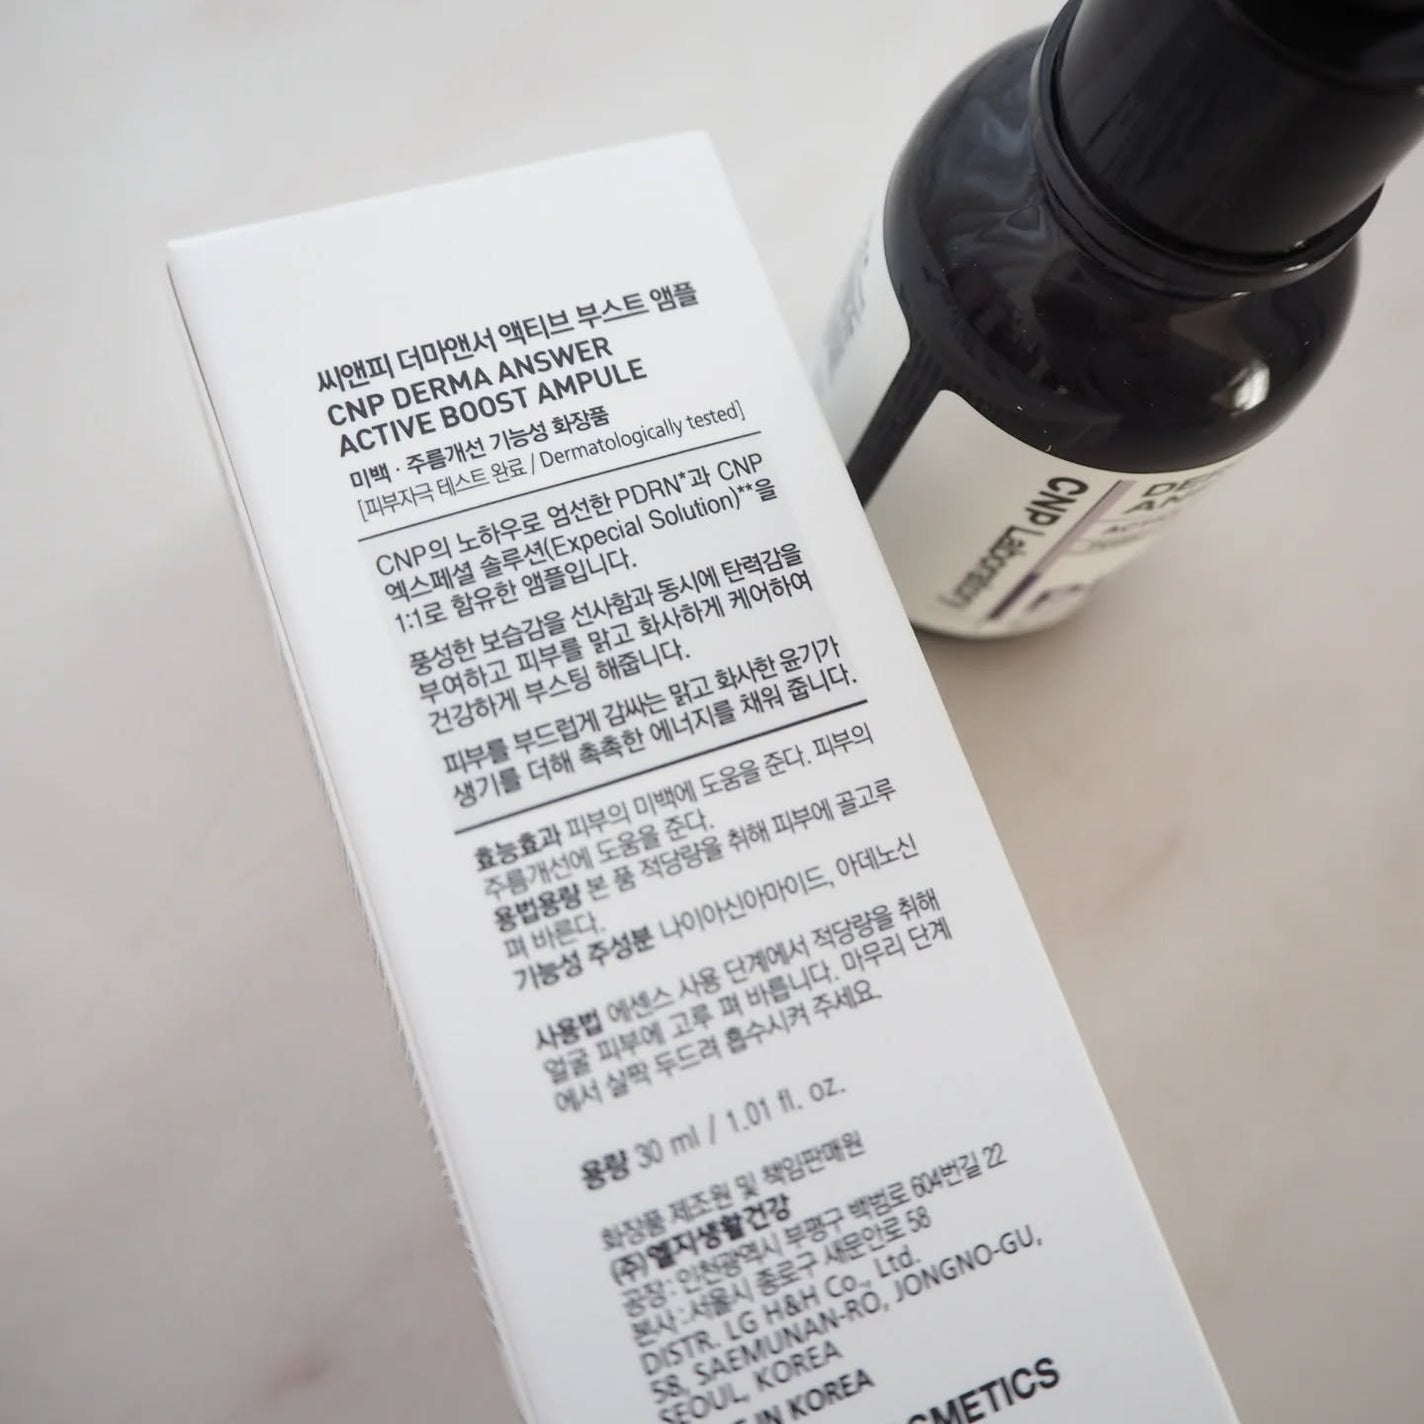 씨앤피 더마앤서 액티브 부스트 앰플
CNP DERMA ANSWER
ACTIVE BOOST AMPULE
미백 · 주름개선 기능성 화장품
[피부자극 테스트 완료 / Dermatologically tested]
CNP의 노하우로 엄선한 PDRN*과 CNP
엑스페셜 솔루션(Expecial Solution)**을
1:1로 함유한 앰플입니다.
풍성한 보습감을 선사함과 동시에 탄력감을
부여하고 피부를 맑고 화사하게 케어하여
건강하게 부스팅 해줍니다.
피부를 부드럽게 감싸는 맑고 화사한 윤기가
생기를 더해 촉촉한 에너지를 채워 줍니다.
효능효과 피부의 미백에 도움을 준다. 피부의
주름개선에 도움을 준다.
용법용량 본 품 적당량을 취해 피부에 골고루
펴 바른다.
기능성 주성분 나이아신아마이드, 아데노신
사용법 에센스 사용 단계에서 적당량을 취해
얼굴 피부에 고루 펴 바릅니다. 마무리 단계
에서 살짝 두드려 흡수시켜 주세요.
용량 30 ml / 1.01 fl. oz.
화장품 제조원 및 책임판매원
(주)엘지생활건강
공장 : 인천광역시 부평구 백범로 604번길 22
본사 : 서울시 종로구 새문안로 58
DISTR. LG H&H Co., Ltd.
58, SAEMUNAN-RO, JONGNO-GU,
SEOUL, KOREA
IN KOREA
CNP Laboratory